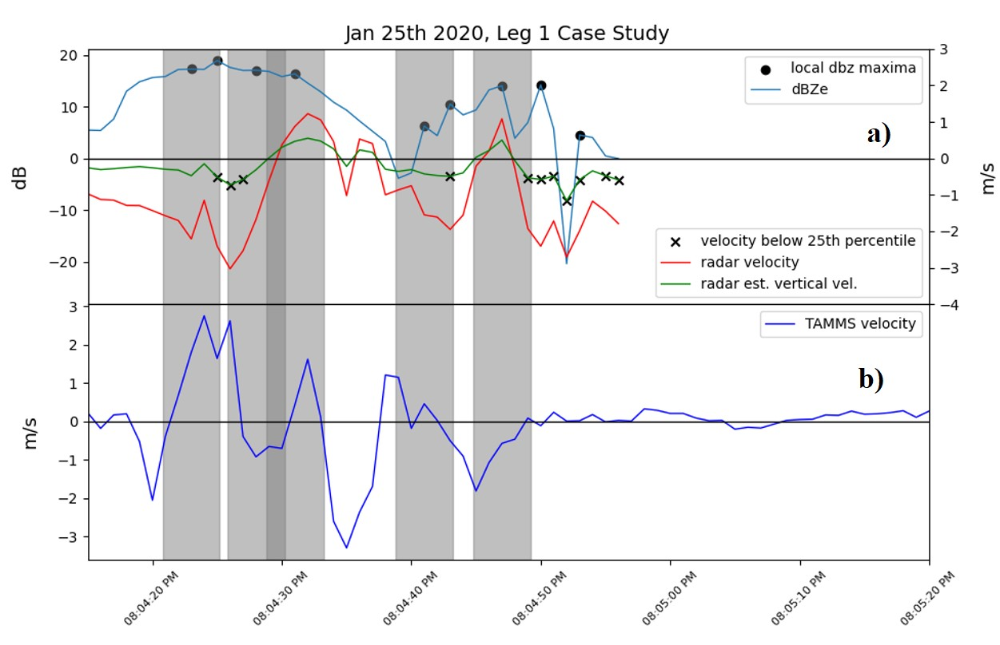 Jan 25th 2020, Leg 1 Case Study
20
10
0
−10
−20
dB
3
2
1
0
−1
−2
−3
−4
m/s
local dbz maxima
dBZe
a)
velocity below 25th percentile
radar velocity
radar est. vertical vel.
3
2
1
0
−1
−2
−3
m/s
TAMMS velocity
b)
08:04:20 PM
08:04:30 PM
08:04:40 PM
08:04:50 PM
08:05:00 PM
08:05:10 PM
08:05:20 PM